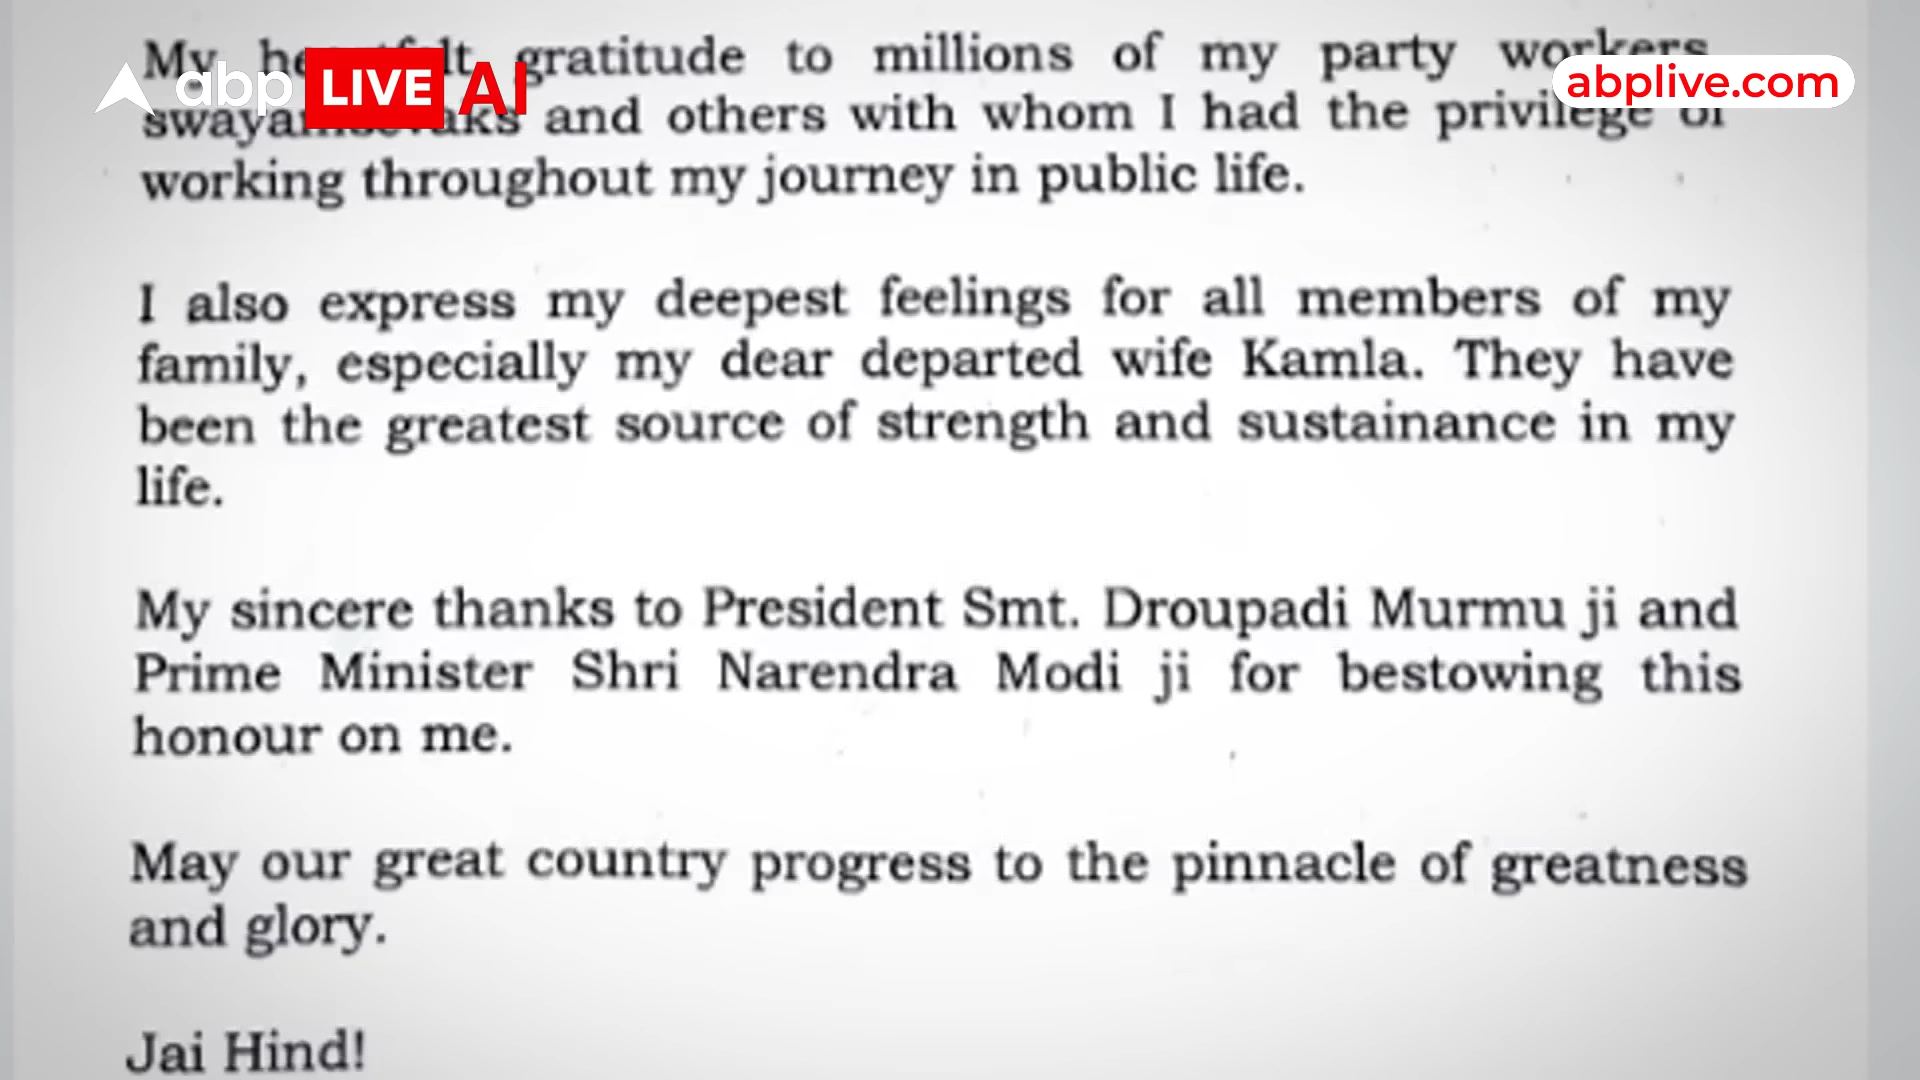 My gratitude to millions of my party workers
abp LIVE AI
abplive.com
and others with whom I had the privilege of
working throughout my journey in public life.
I also express my deepest feelings for all members of my
family, especially my dear departed wife Kamla. They have
been the greatest source of strength and sustainance in my
life.
My sincere thanks to President Smt. Droupadi Murmu ji and
Prime Minister Shri Narendra Modi ji for bestowing this
honour on me.
May our great country progress to the pinnacle of greatness
and glory.
Jai Hind!